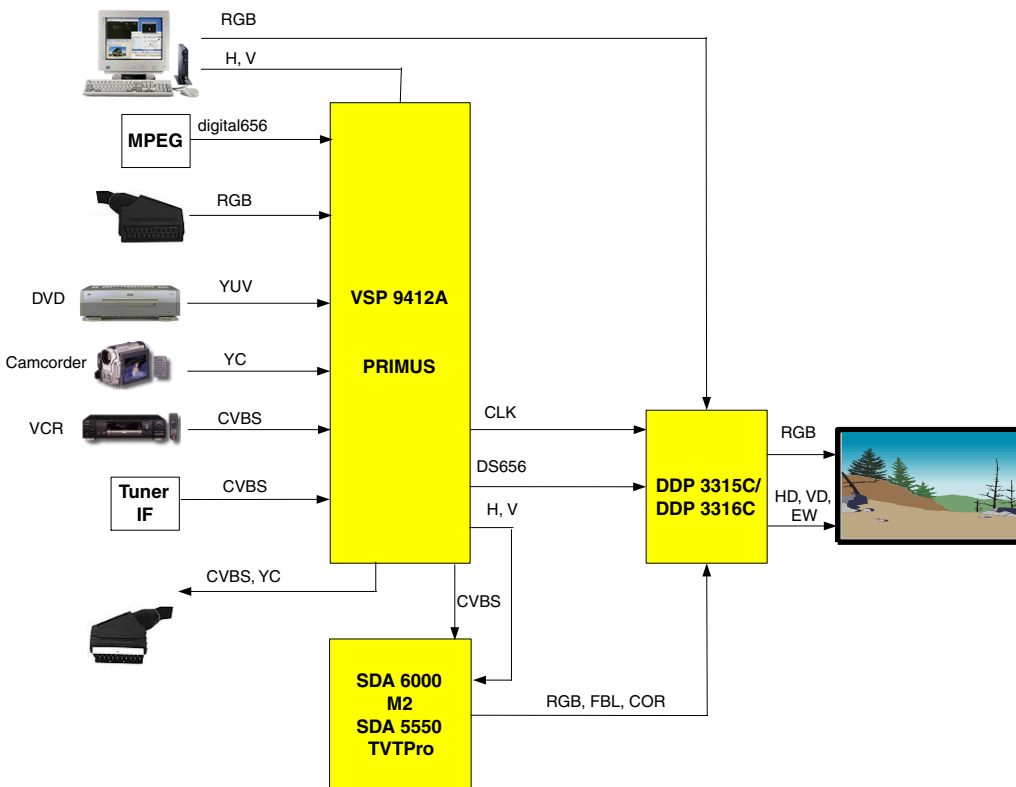 RGB
H, V
MPEG
digital656
RGB
DVD
YUV
VSP 9412A
PRIMUS
Camcorder
YC
VCR
CVBS
CLK
RGB
DS656
DDP 3315C/
DDP 3316C
Tuner
IF
CVBS
H, V
HD, VD,
EW
CVBS, YC
CVBS
SDA 6000
M2
SDA 5550
TVTPro
RGB, FBL, COR